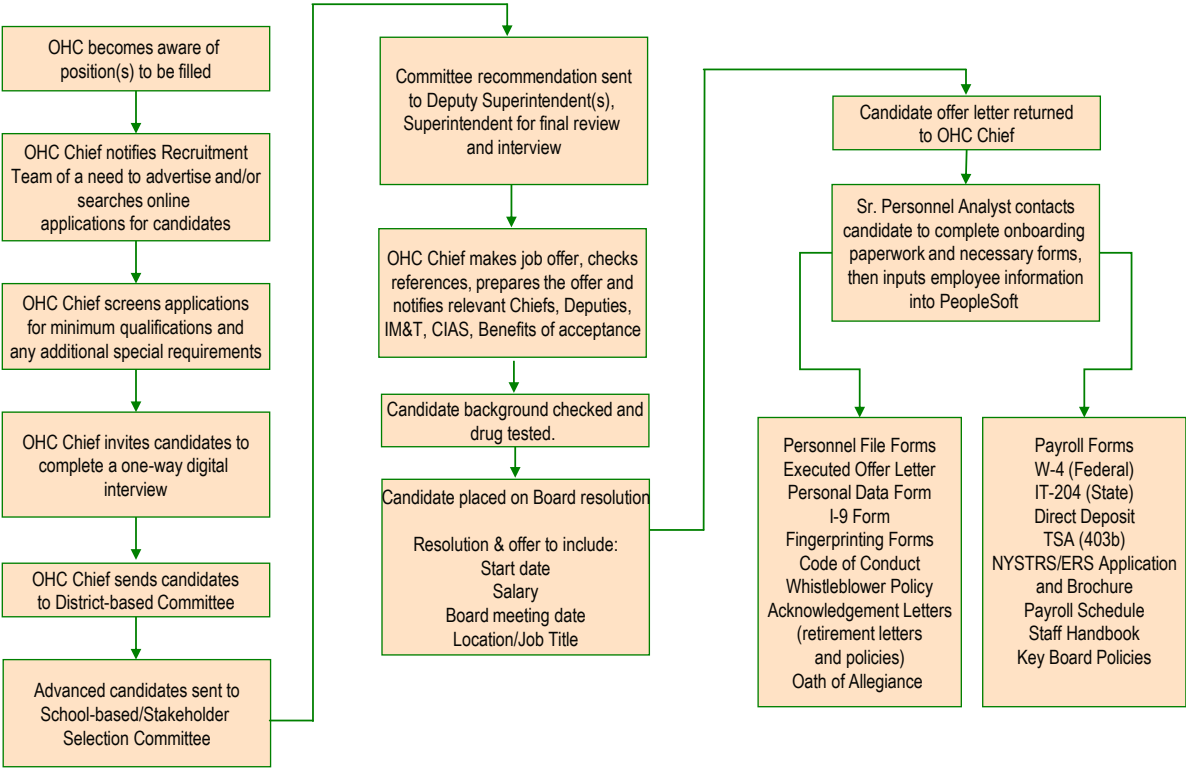 OHC becomes aware of
position(s) to be filled
OHC Chief notifies Recruitment
Team of a need to advertise and/or
searches online
applications for candidates
OHC Chief screens applications
for minimum qualifications and
any additional special requirements
OHC Chief invites candidates to
complete a one-way digital
interview
OHC Chief sends candidates
to District-based Committee
Advanced candidates sent to
School-based/Stakeholder
Selection Committee
Committee recommendation sent
to Deputy Superintendent(s),
Superintendent for final review
and interview
OHC Chief makes job offer, checks
references, prepares the offer and
notifies relevant Chiefs, Deputies,
IM&T, CIAS, Benefits of acceptance
Candidate background checked and
drug tested.
Candidate placed on Board resolution
Resolution & offer to include:
Start date
Salary
Board meeting date
Location/Job Title
Candidate offer letter returned
to OHC Chief
Sr. Personnel Analyst contacts
candidate to complete onboarding
paperwork and necessary forms,
then inputs employee information
into PeopleSoft
Personnel File Forms
Executed Offer Letter
Personal Data Form
I-9 Form
Fingerprinting Forms
Code of Conduct
Whistleblower Policy
Acknowledgement Letters
(retirement letters
and policies)
Oath of Allegiance
Payroll Forms
W-4 (Federal)
IT-204 (State)
Direct Deposit
TSA (403b)
NYSTRS/ERS Application
and Brochure
Payroll Schedule
Staff Handbook
Key Board Policies